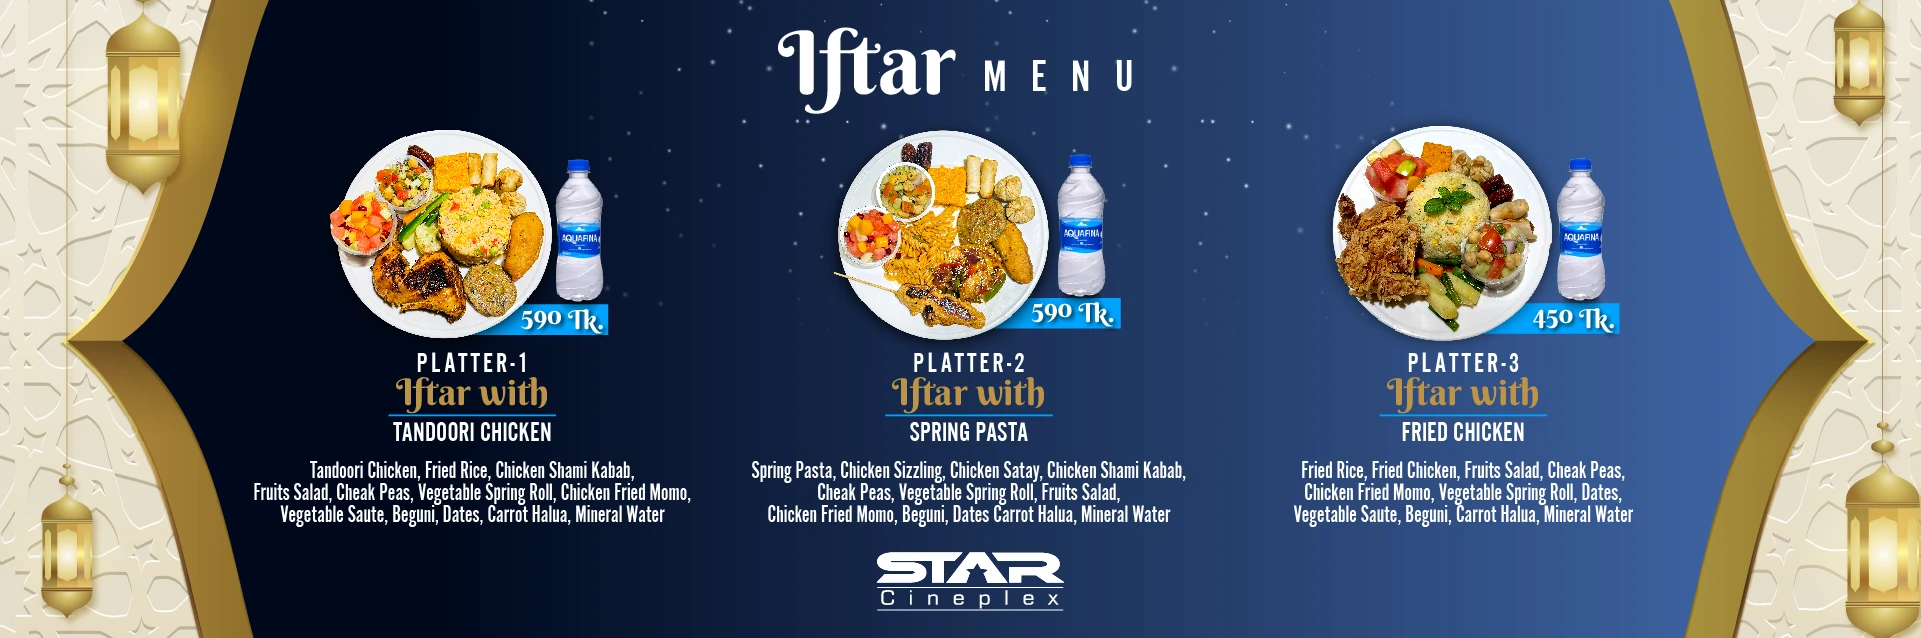 Iftar MENU
AQUAFINA
590 Tk.
PLATTER-1
Iftar with
TANDOORI CHICKEN
Tandoori Chicken, Fried Rice, Chicken Shami Kabab,
Fruits Salad, Cheak Peas, Vegetable Spring Roll, Chicken Fried Momo,
Vegetable Saute, Beguni, Dates, Carrot Halua, Mineral Water
AQUAFINA
590 Tk.
PLATTER-2
Iftar with
SPRING PASTA
Spring Pasta, Chicken Sizzling, Chicken Satay, Chicken Shami Kabab,
Cheak Peas, Vegetable Spring Roll, Fruits Salad,
Chicken Fried Momo, Beguni, Dates Carrot Halua, Mineral Water
AQUAFINA
450 Tk.
PLATTER-3
Iftar with
FRIED CHICKEN
Fried Rice, Fried Chicken, Fruits Salad, Cheak Peas,
Chicken Fried Momo, Vegetable Spring Roll, Dates,
Vegetable Saute, Beguni, Carrot Halua, Mineral Water
STAR
Cineplex